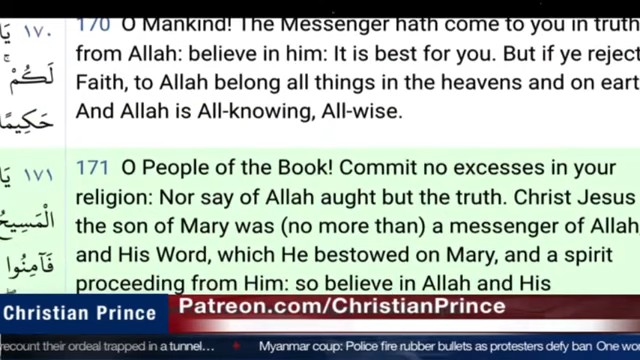 ١٧٠ يَا
لَكُمْ ۚ
حَكِيمًا
170 O Mankind! The Messenger hath come to you in truth
from Allah: believe in him: It is best for you. But if ye reject
Faith, to Allah belong all things in the heavens and on eart
And Allah is All-knowing, All-wise.
١٧١ يَا
الْمَسِيحُ
فَآمِنُوا
171 O People of the Book! Commit no excesses in your
religion: Nor say of Allah aught but the truth. Christ Jesus
the son of Mary was (no more than) a messenger of Allah,
and His Word, which He bestowed on Mary, and a spirit
proceeding from Him: so believe in Allah and His
Christian Prince
Patreon.com/ChristianPrince
recount their ordeal trapped in a tunnel... Myanmar coup: Police fire rubber bullets as protesters defy ban One wo